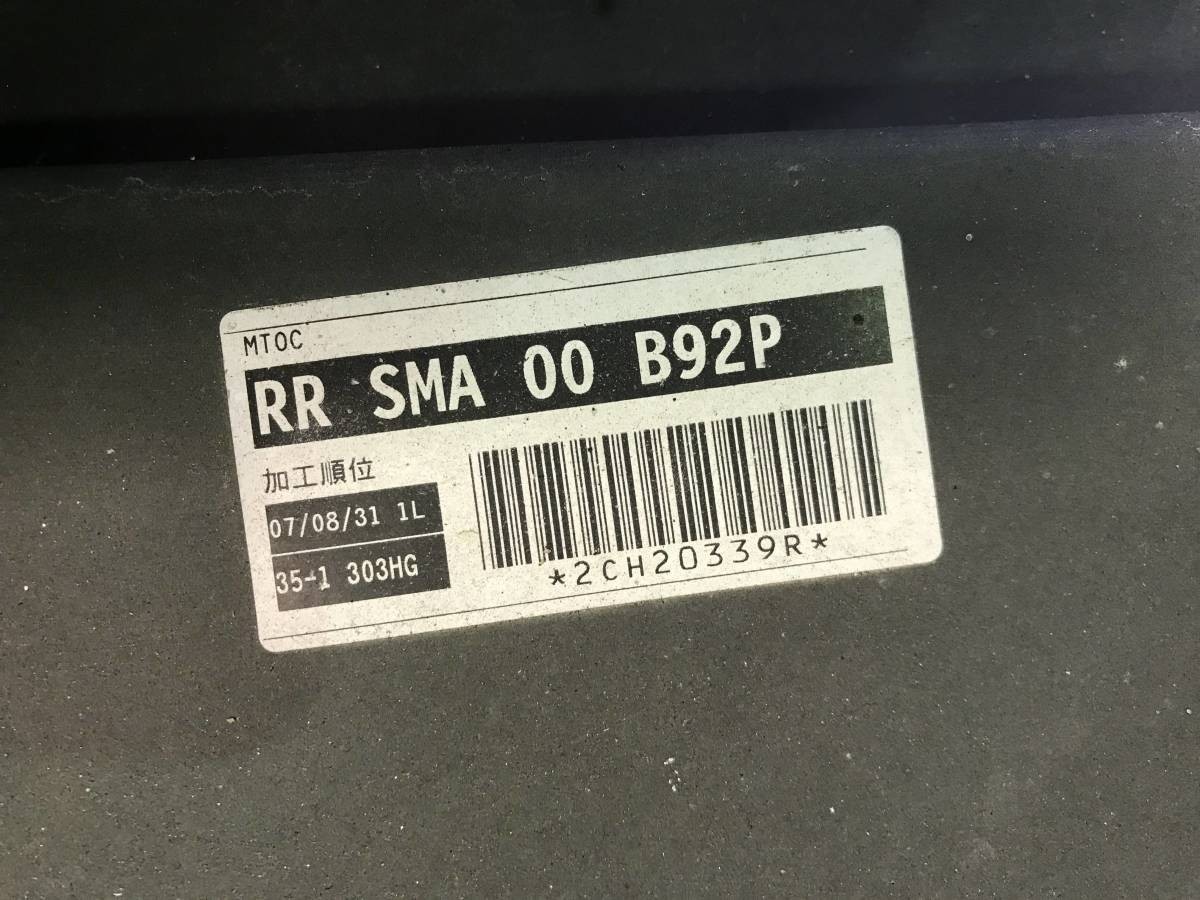 MTOC
RR SMA 00 B92P
加工順位
07/08/31 1L
35-1 303HG
*2CH20339R*